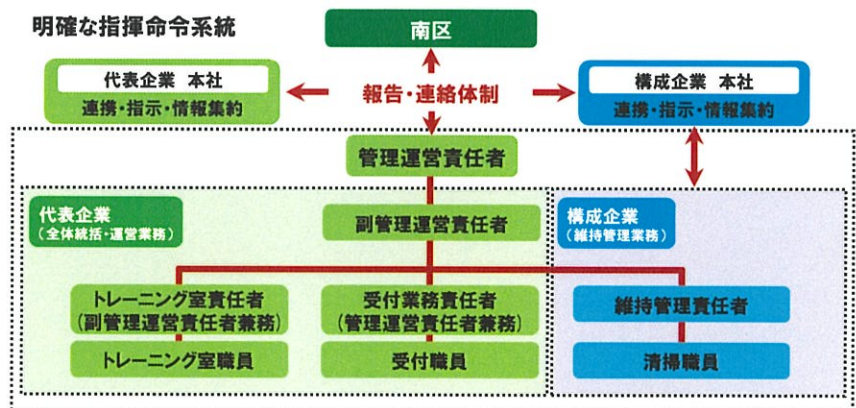 明確な指揮命令系統
南区
代表企業 本社
連携・指示・情報集約
報告・連絡体制
構成企業 本社
連携・指示・情報集約
管理運営責任者
代表企業
(全体統括・運営業務)
副管理運営責任者
構成企業
(維持管理業務)
トレーニング室責任者
(副管理運営責任者兼務)
受付業務責任者
(管理運営責任者兼務)
維持管理責任者
トレーニング室職員
受付職員
清掃職員